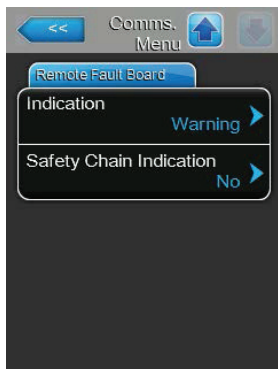 <<
Comms.
Menu
Remote Fault Board
Indication
Warning
Safety Chain Indication
No